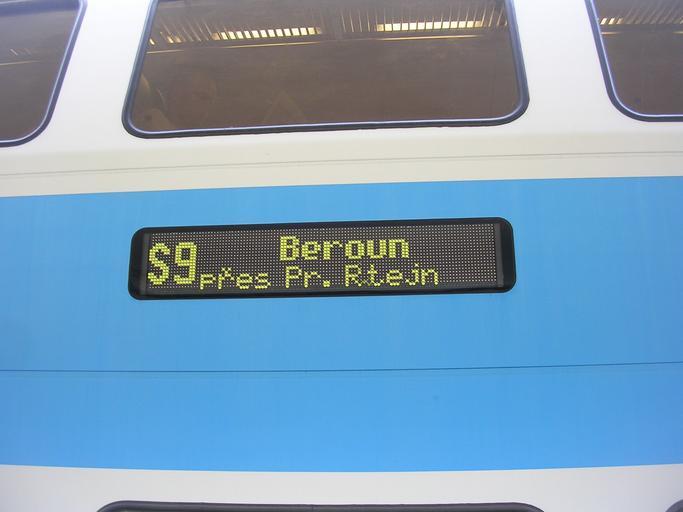 S9 Beroun
přes Pr. Rtejn